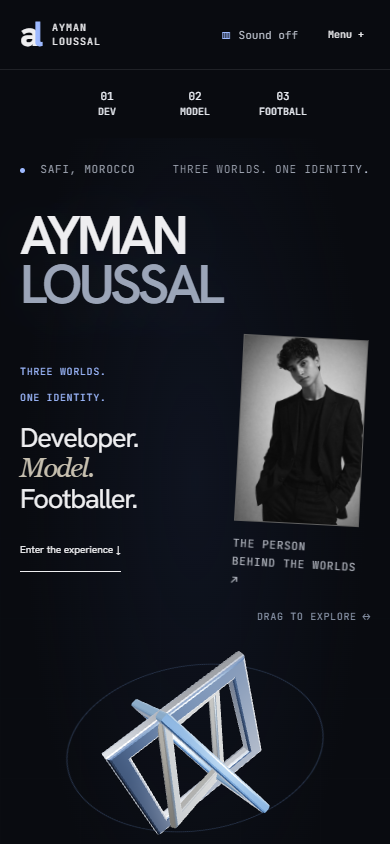 al AYMAN
LOUSSAL
Sound off
Menu +
01
DEV
02
MODEL
03
FOOTBALL
SAFI, MOROCCO
THREE WORLDS. ONE IDENTITY.
AYMAN
LOUSSAL
THREE WORLDS.
ONE IDENTITY.
Developer.
Model.
Footballer.
Enter the experience ↓
THE PERSON
BEHIND THE WORLDS
↗
DRAG TO EXPLORE ↔